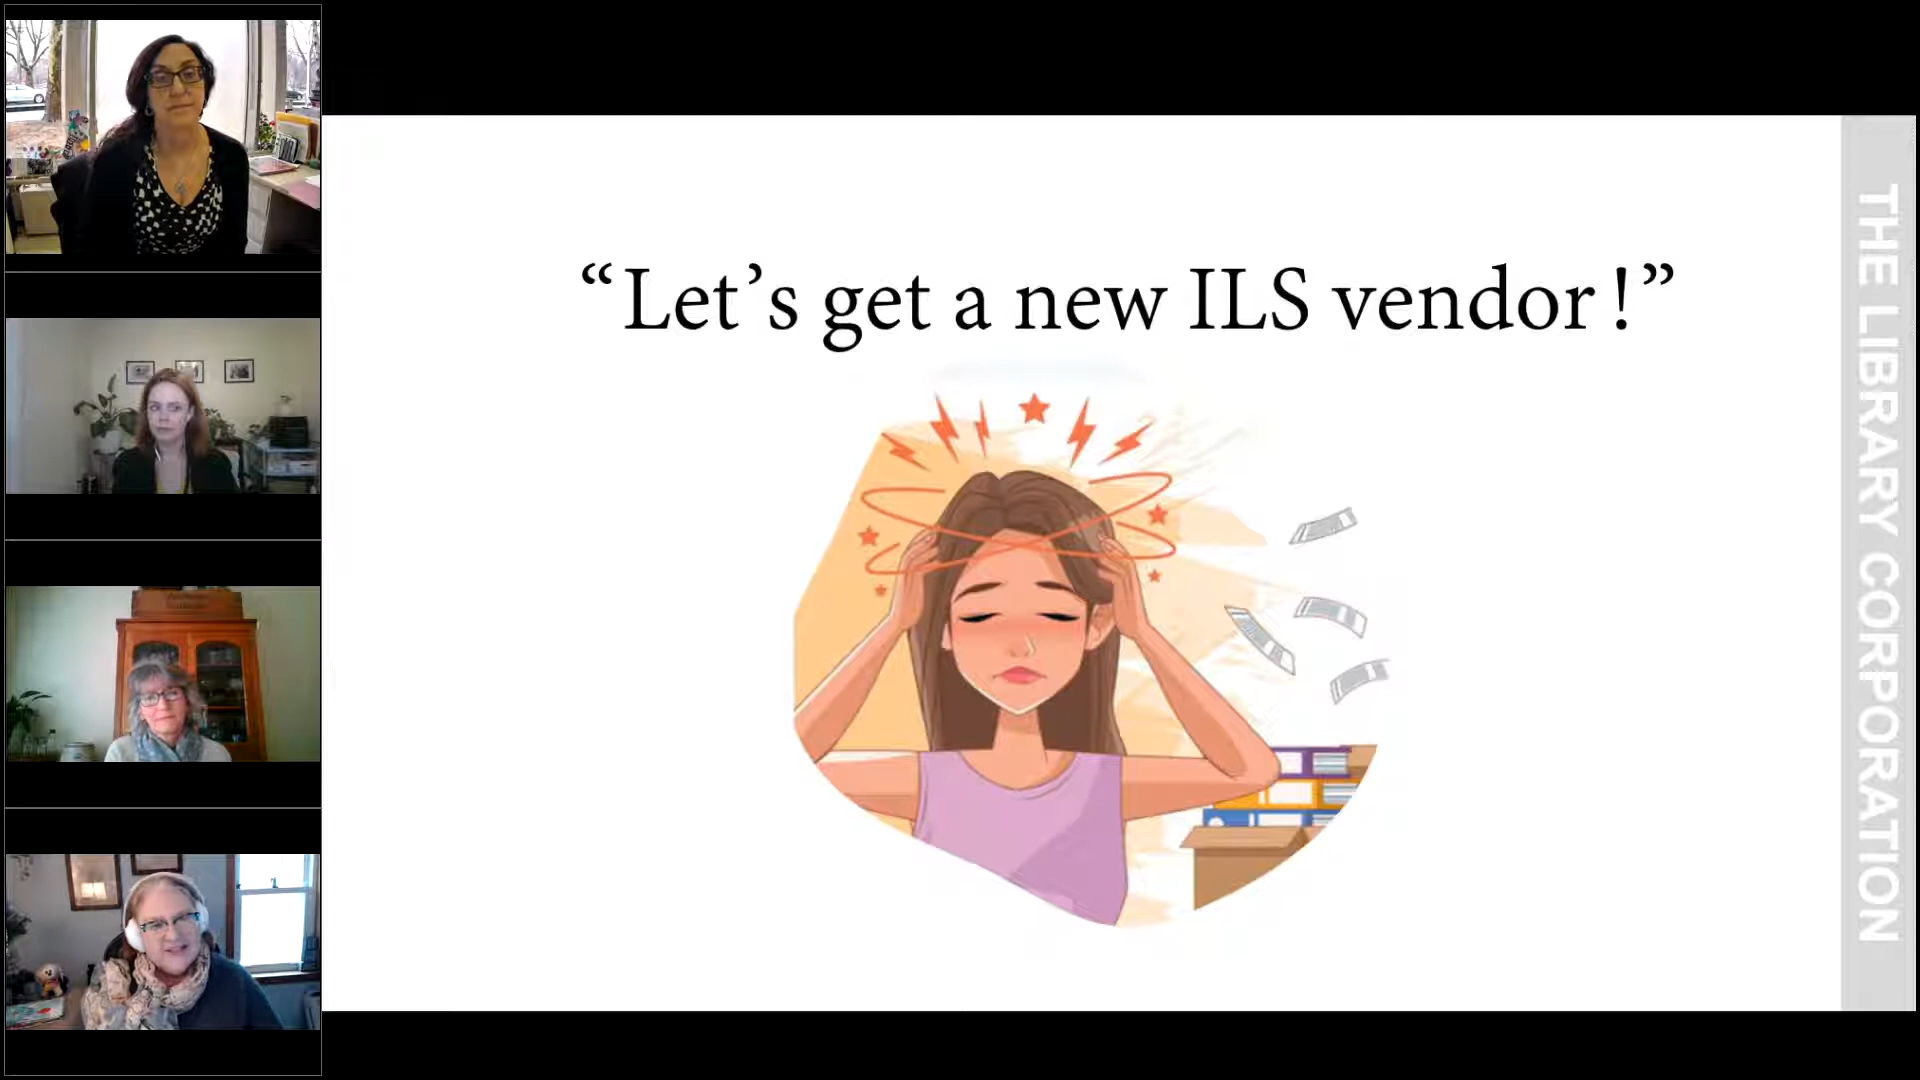 “Let’s get a new ILS vendor!”
THE LIBRARY CORPORATION